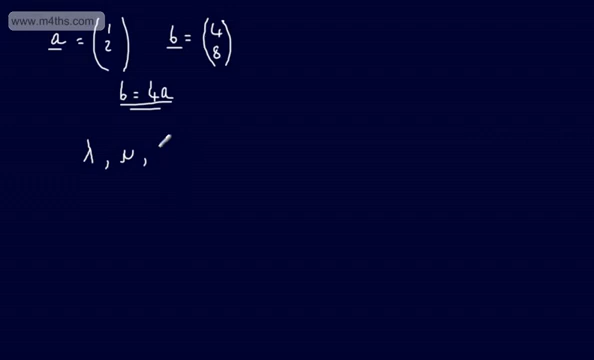 www.m4ths.com
a = (1 2) b = (4 8)
b = 4a
λ, μ,